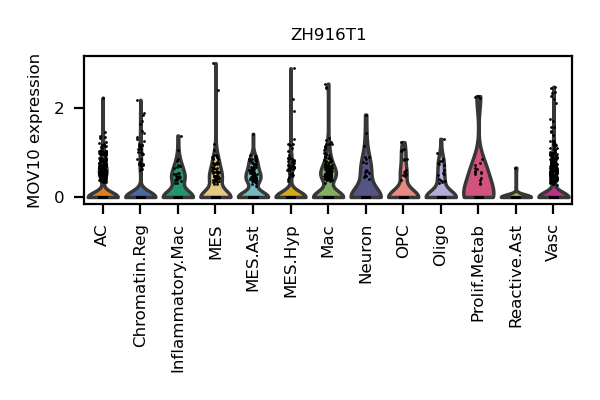 ZH916T1
MOV10 expression
2
0
AC
Chromatin.Reg
Inflammatory.Mac
MES
MES.Ast
MES.Hyp
Mac
Neuron
OPC
Oligo
Prolif.Metab
Reactive.Ast
Vasc